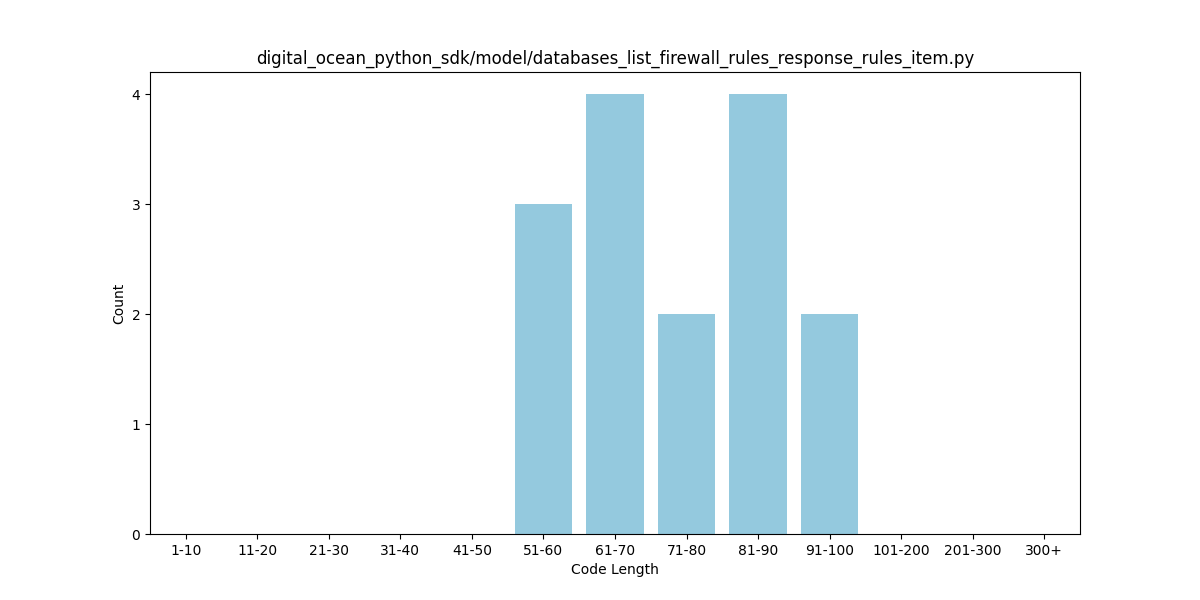 digital_ocean_python_sdk/model/databases_list_firewall_rules_response_rules_item.py
4
3
2
1
0
Count
1-10 11-20 21-30 31-40 41-50 51-60 61-70 71-80 81-90 91-100 101-200 201-300 300+
Code Length